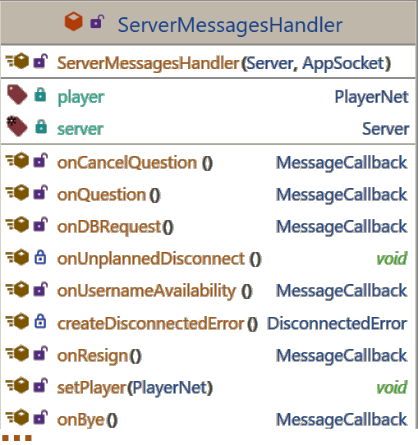 ServerMessagesHandler
ServerMessagesHandler(Server, AppSocket)
player PlayerNet
server Server
onCancelQuestion () MessageCallback
onQuestion () MessageCallback
onDBRequest() MessageCallback
onUnplannedDisconnect () void
onUsernameAvailability () MessageCallback
createDisconnectedError() DisconnectedError
onResign() MessageCallback
setPlayer(PlayerNet) void
onBye() MessageCallback